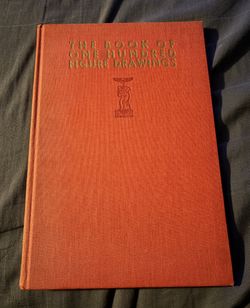 THE BOOK OF
ONE HUNDRED
FIGURE DRAWINGS